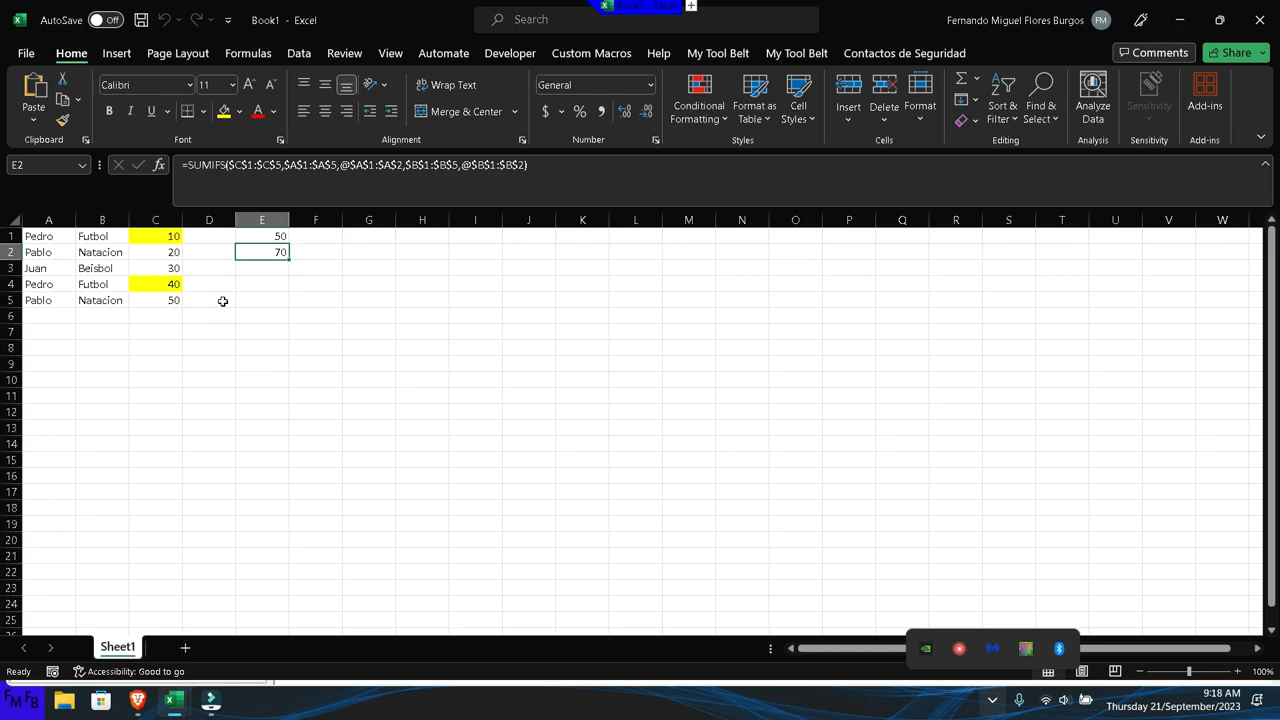 Book1 - Excel
AutoSave Off Book1 - Excel Search Fernando Miguel Flores Burgos FM
File Home Insert Page Layout Formulas Data Review View Automate Developer Custom Macros Help My Tool Belt My Tool Belt Contactos de Seguridad Comments Share
Paste Calibri 11 Wrap Text General Conditional Formatting Format as Table Cell Styles Insert Delete Format Sort & Filter Find & Select Analyze Data Sensitivity Add-ins
B I U Merge & Center $ % ,
Clipboard Font Alignment Number Styles Cells Editing Analysis Sensitivity Add-ins
E2 fx =SUMIFS($C$1:$C$5,$A$1:$A$5,@$A$1:$A$2,$B$1:$B$5,@$B$1:$B$2)
A B C D E F G H I J K L M N O P Q R S T U V W
1 Pedro Futbol 10 50
2 Pablo Natacion 20 70
3 Juan Beisbol 30
4 Pedro Futbol 40
5 Pablo Natacion 50
6
7
8
9
10
11
12
13
14
15
16
17
18
19
20
21
22
23
24
25
Sheet1
Ready Accessibility: Good to go 100%
FM FB 9:18 AM
Thursday 21/September/2023